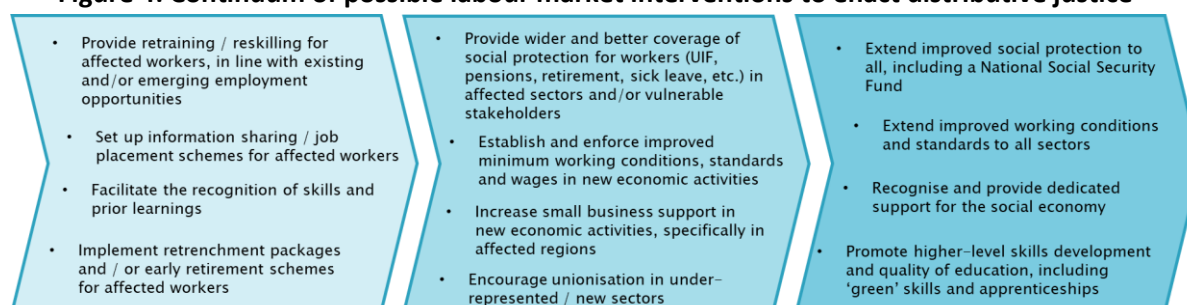 Figure 4: Continuum of possible labour market interventions to enact distributive justice
• Provide retraining / reskilling for
affected workers, in line with existing
and/or emerging employment
opportunities
• Set up information sharing / job
placement schemes for affected workers
• Facilitate the recognition of skills and
prior learnings
• Implement retrenchment packages
and / or early retirement schemes
for affected workers
• Provide wider and better coverage of
social protection for workers (UIF,
pensions, retirement, sick leave, etc.) in
affected sectors and/or vulnerable
stakeholders
• Establish and enforce improved
minimum working conditions, standards
and wages in new economic activities
• Increase small business support in
new economic activities, specifically in
affected regions
• Encourage unionisation in under-
represented / new sectors
• Extend improved social protection to
all, including a National Social Security
Fund
• Extend improved working conditions
and standards to all sectors
• Recognise and provide dedicated
support for the social economy
• Promote higher-level skills development
and quality of education, including
‘green’ skills and apprenticeships